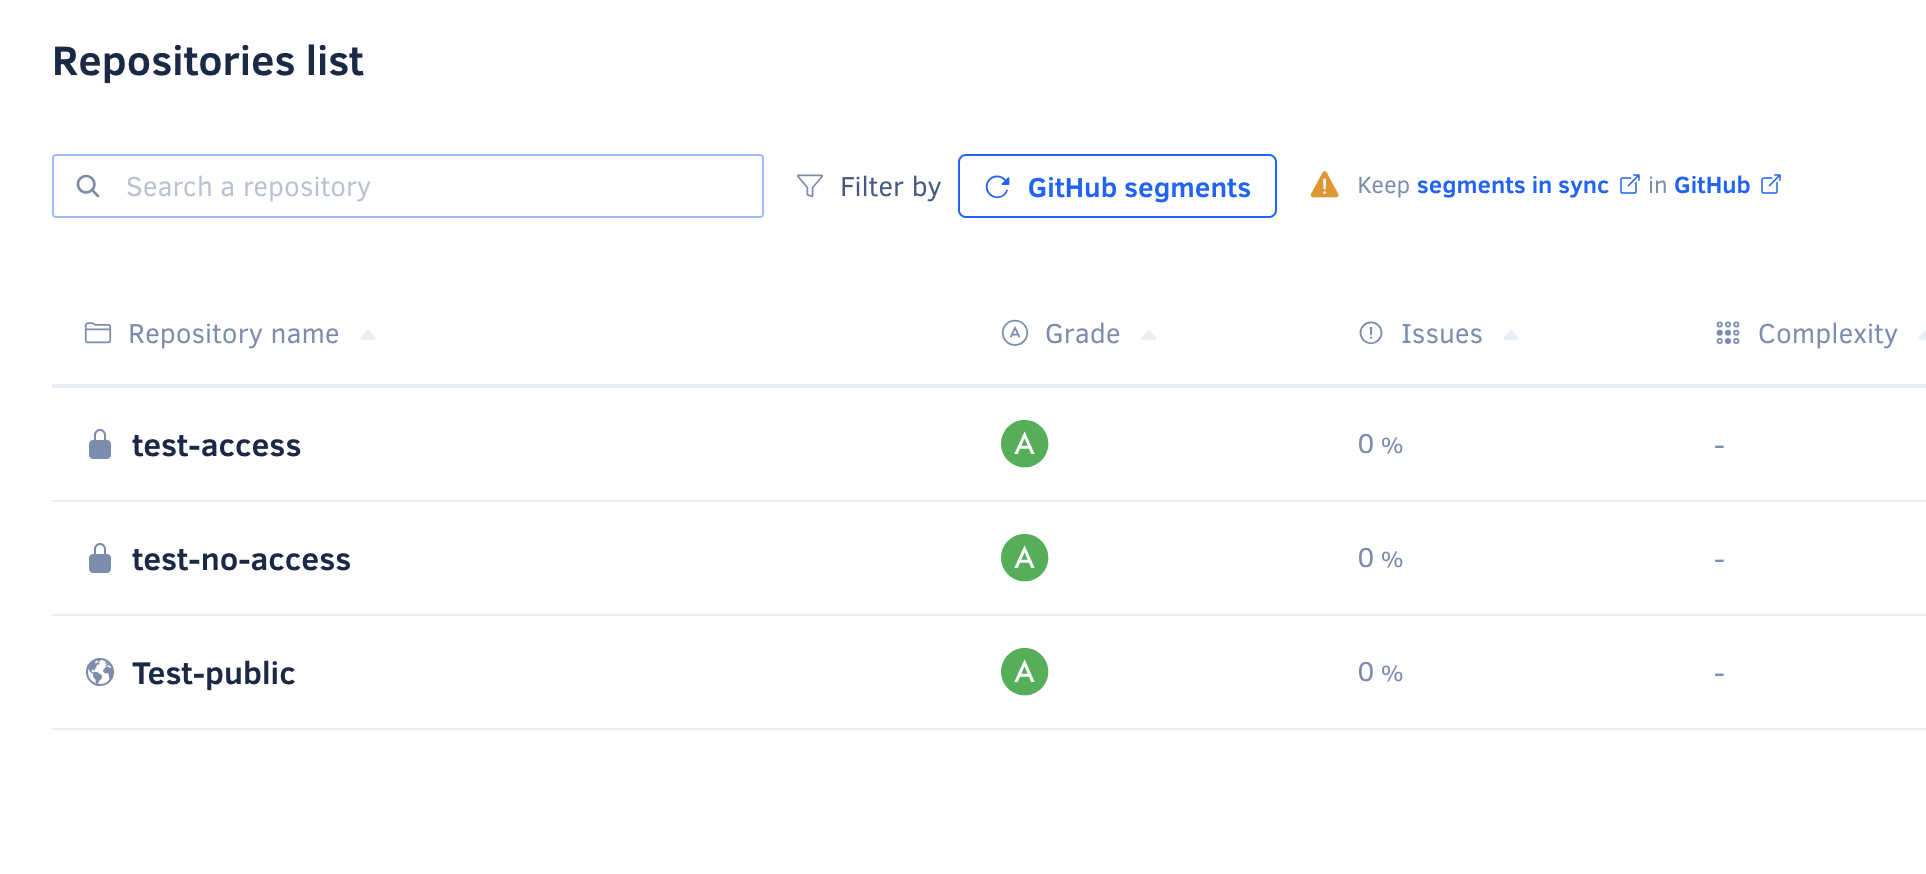 Repositories list
Search a repository Filter by GitHub segments Keep segments in sync in GitHub
Repository name Grade Issues Complexity
test-access A 0 % -
test-no-access A 0 % -
Test-public A 0 % -